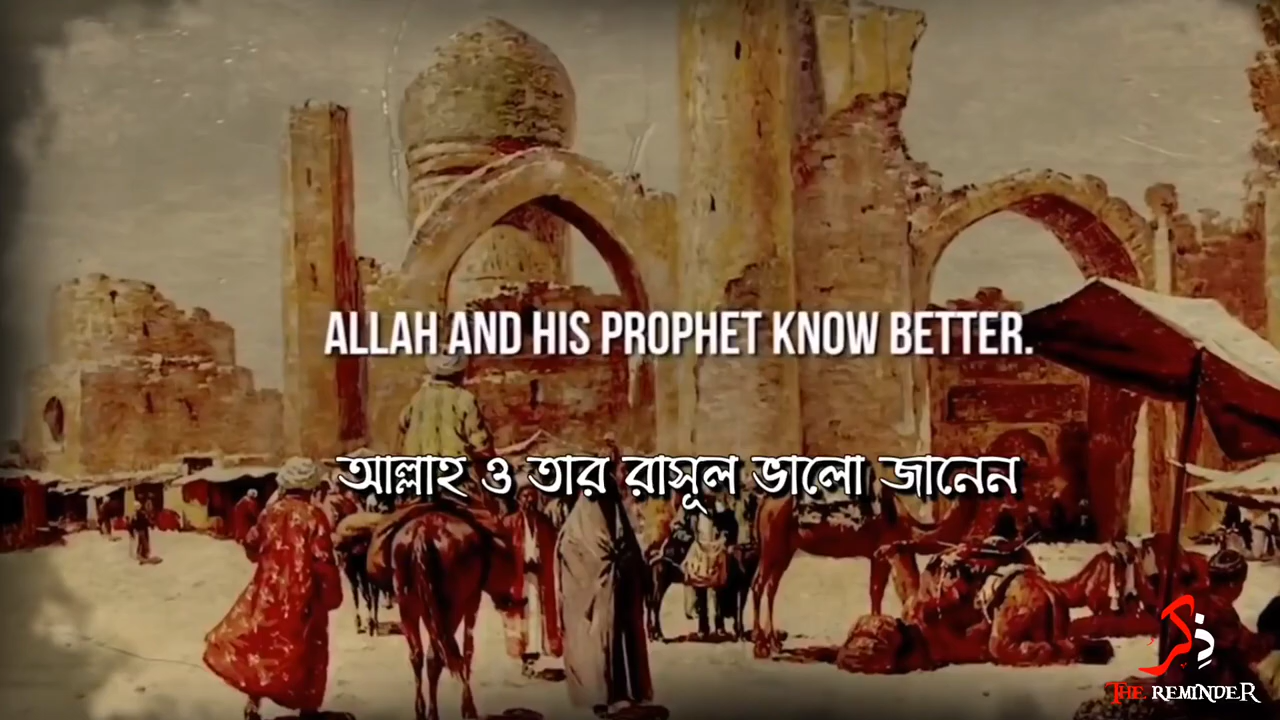 ALLAH AND HIS PROPHET KNOW BETTER.
আল্লাহ ও তার রাসূল ভালো জানেন
THE REMINDER